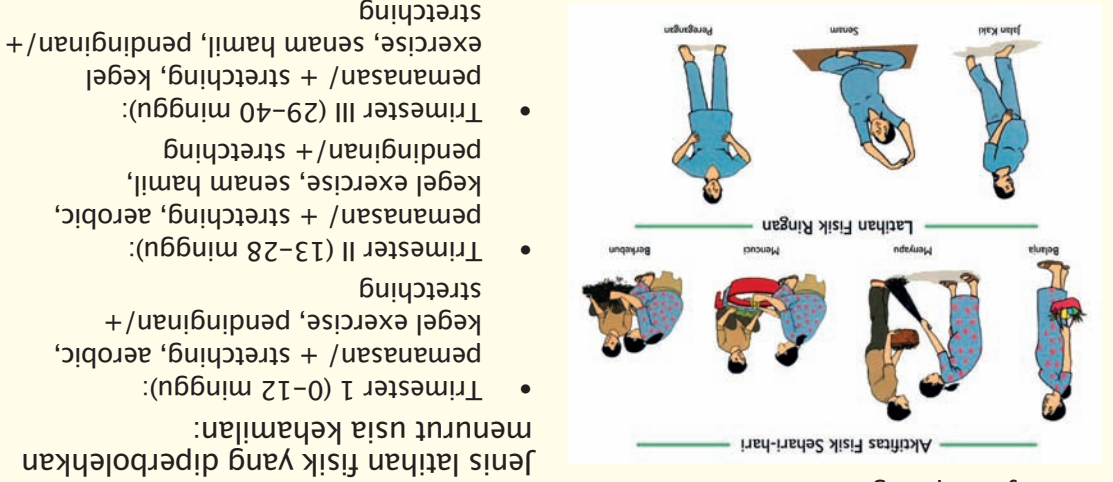 Aktifitas Fisik Sehari-hari
Belanja Menyapu Mencuci Berkebun
Latihan Fisik Ringan
Jalan Kaki Senam Peregangan
Jenis latihan fisik yang diperbolehkan
menurut usia kehamilan:
• Trimester 1 (0–12 minggu):
pemanasan/ + stretching, aerobic,
kegel exercise, pendinginan/+
stretching
• Trimester II (13–28 minggu):
pemanasan/ + stretching, aerobic,
kegel exercise, senam hamil,
pendinginan/+ stretching
• Trimester III (29–40 minggu):
pemanasan/ + stretching, kegel
exercise, senam hamil, pendinginan/+
stretching